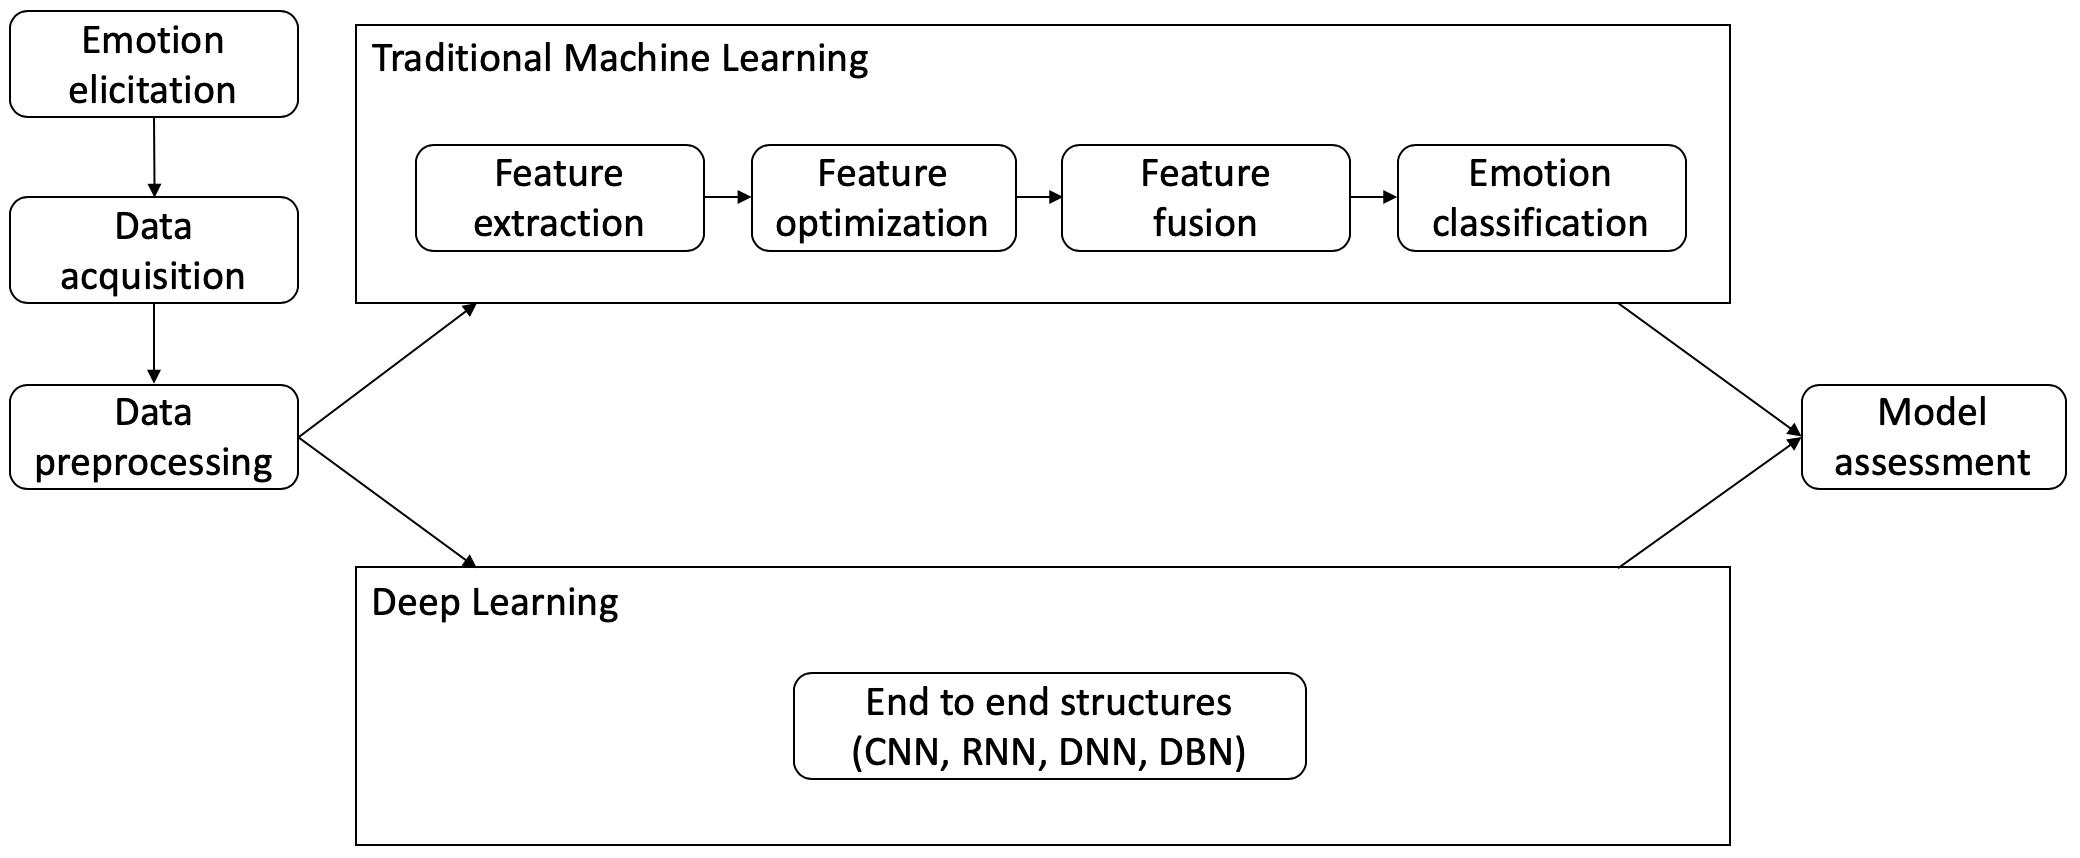 Emotion
elicitation
Data
acquisition
Data
preprocessing
Traditional Machine Learning
Feature
extraction
Feature
optimization
Feature
fusion
Emotion
classification
Deep Learning
End to end structures
(CNN, RNN, DNN, DBN)
Model
assessment